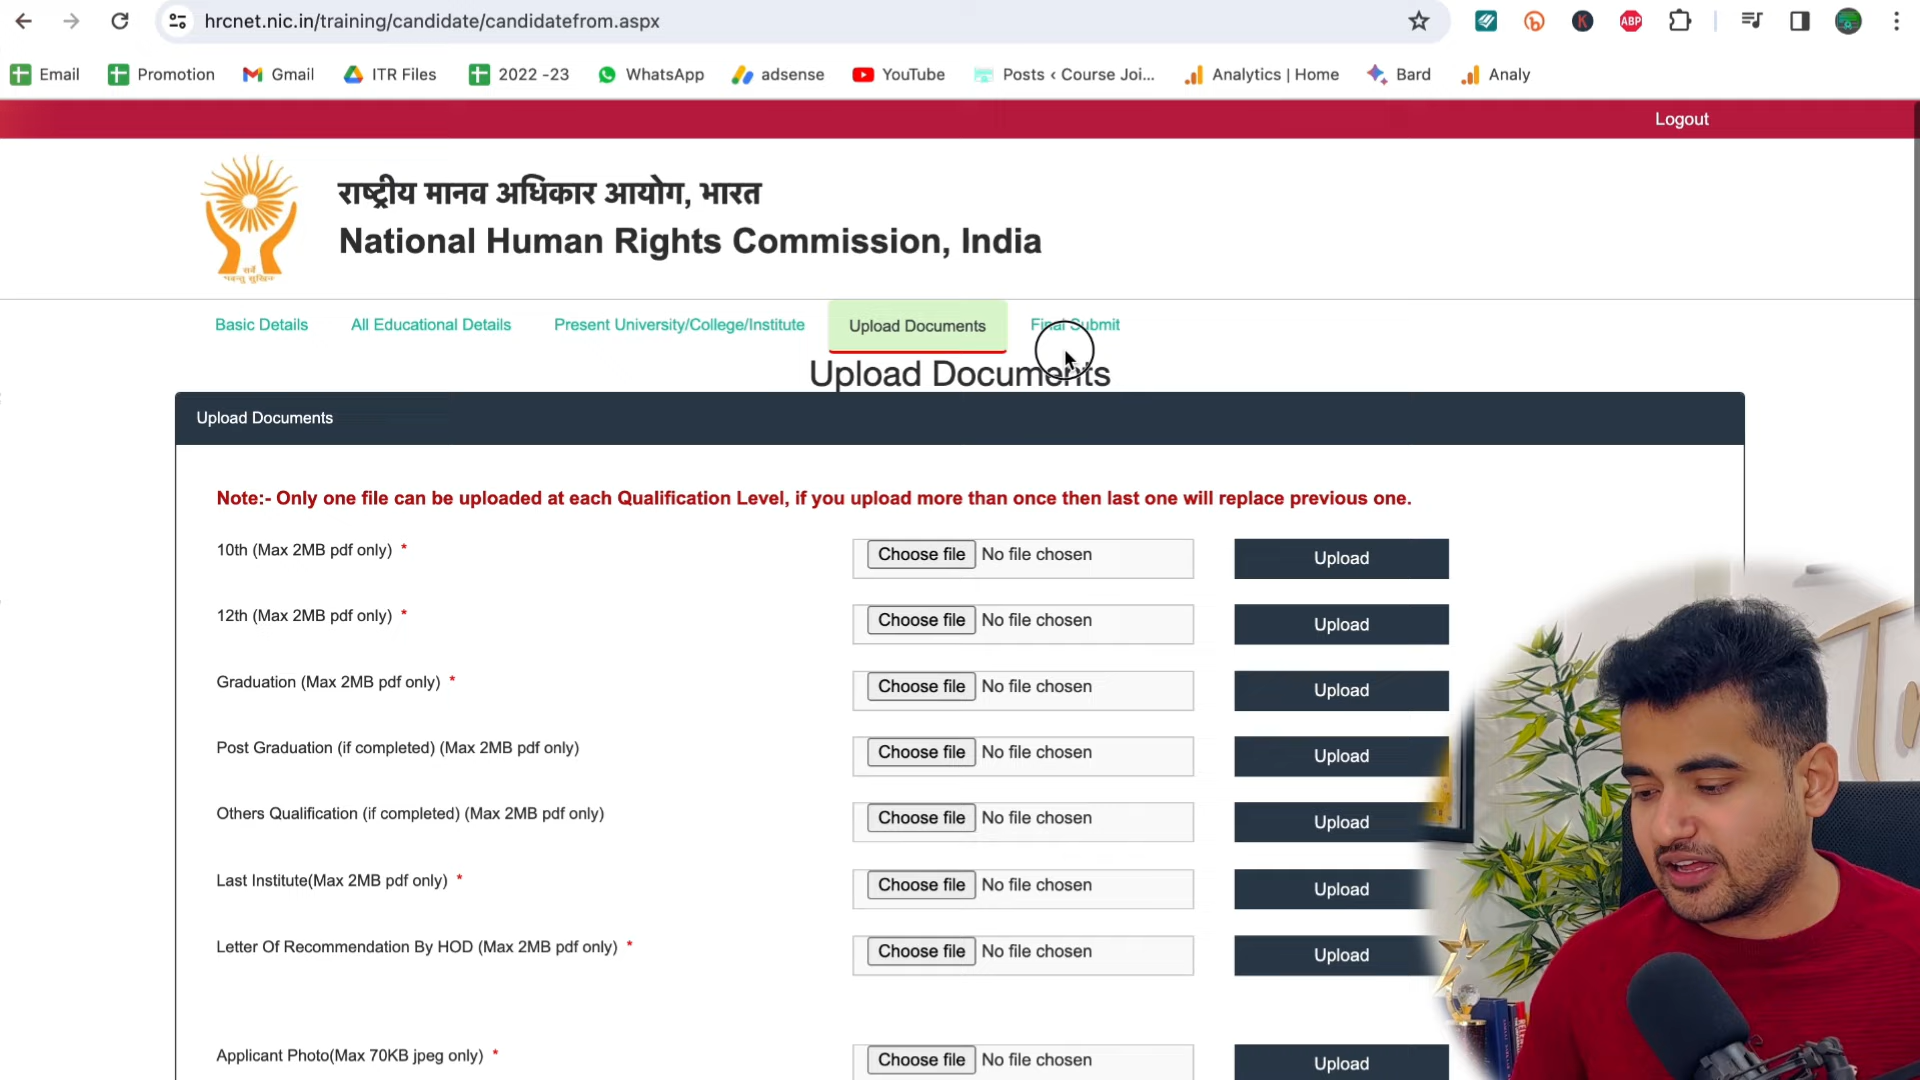 hrcnet.nic.in/training/candidate/candidatefrom.aspx
Email Promotion Gmail ITR Files 2022 -23 WhatsApp adsense YouTube Posts ‹ Course Joi... Analytics | Home Bard Analy
Logout
राष्ट्रीय मानव अधिकार आयोग, भारत
National Human Rights Commission, India
Basic Details All Educational Details Present University/College/Institute Upload Documents Final Submit
Upload Documents
Upload Documents
Note:- Only one file can be uploaded at each Qualification Level, if you upload more than once then last one will replace previous one.
10th (Max 2MB pdf only) * Choose file No file chosen Upload
12th (Max 2MB pdf only) * Choose file No file chosen Upload
Graduation (Max 2MB pdf only) * Choose file No file chosen Upload
Post Graduation (if completed) (Max 2MB pdf only) Choose file No file chosen Upload
Others Qualification (if completed) (Max 2MB pdf only) Choose file No file chosen Upload
Last Institute(Max 2MB pdf only) * Choose file No file chosen Upload
Letter Of Recommendation By HOD (Max 2MB pdf only) * Choose file No file chosen Upload
Applicant Photo(Max 70KB jpeg only) * Choose file No file chosen Upload